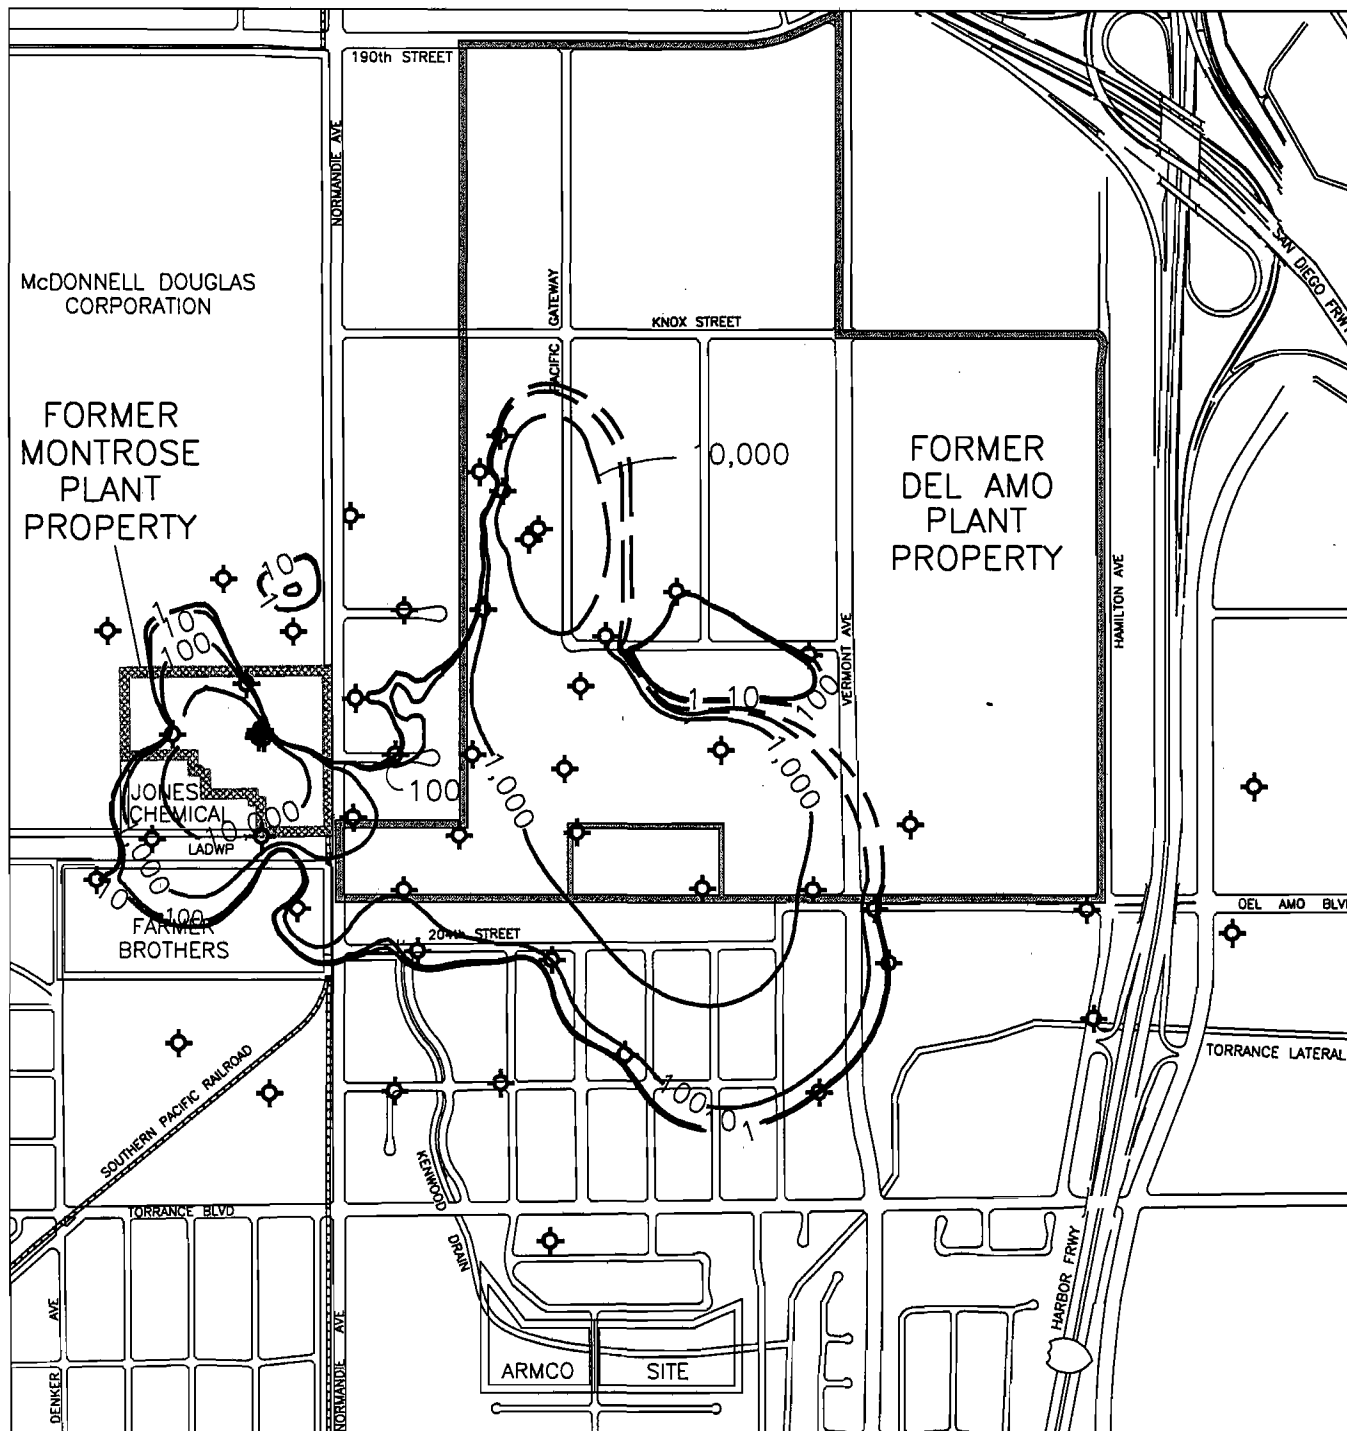 190th STREET
NORMANDIE AVE
McDONNELL DOUGLAS
CORPORATION
PACIFIC GATEWAY
KNOX STREET
SAN DIEGO FRWY
FORMER
MONTROSE
PLANT
PROPERTY
10,000
FORMER
DEL AMO
PLANT
PROPERTY
HAMILTON AVE
VERMONT AVE
10
1
1
10
100
1
10
100
1,000
1,000
100
JONES
CHEMICAL
10,000
LADWP
10
100
FARMER
BROTHERS
204th STREET
DEL AMO BLVD
TORRANCE LATERAL
SOUTHERN PACIFIC RAILROAD
100
10
1
KENWOOD
DRAIN
TORRANCE BLVD
HARBOR FRWY
DENKER AVE
NORMANDIE AVE
ARMCO SITE